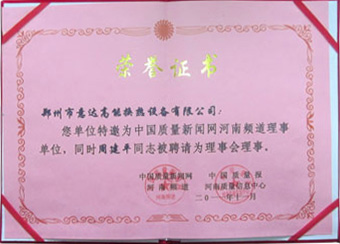 荣誉证书
郑州市意达高能换热设备有限公司:
您单位特邀为中国质量新闻网河南频道理事
单位,同时周建平同志被聘请为理事会理事。
中国质量新闻网 中国质量报
河南频道 河南质量信息中心
二〇一一年十一月